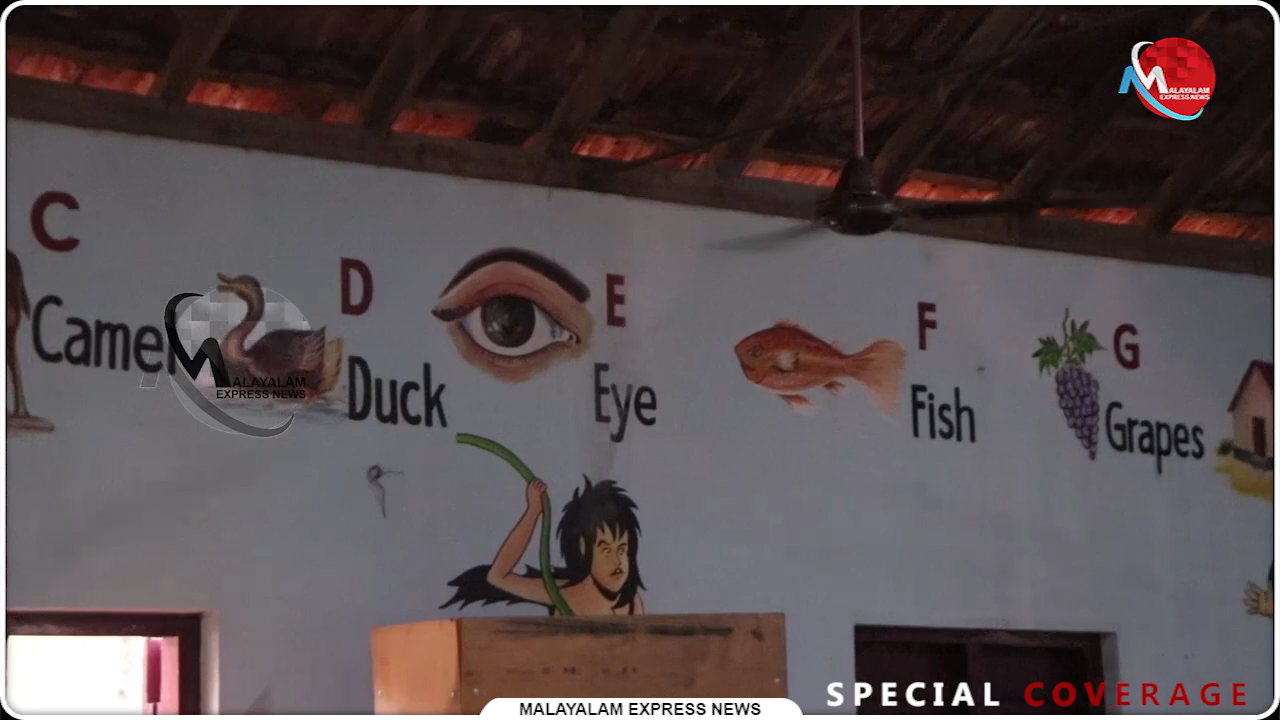 MALAYALAM
EXPRESS NEWS
C
Camel
D
Duck
E
Eye
F
Fish
G
Grapes
MALAYALAM
EXPRESS NEWS
SPECIAL COVERAGE
MALAYALAM EXPRESS NEWS